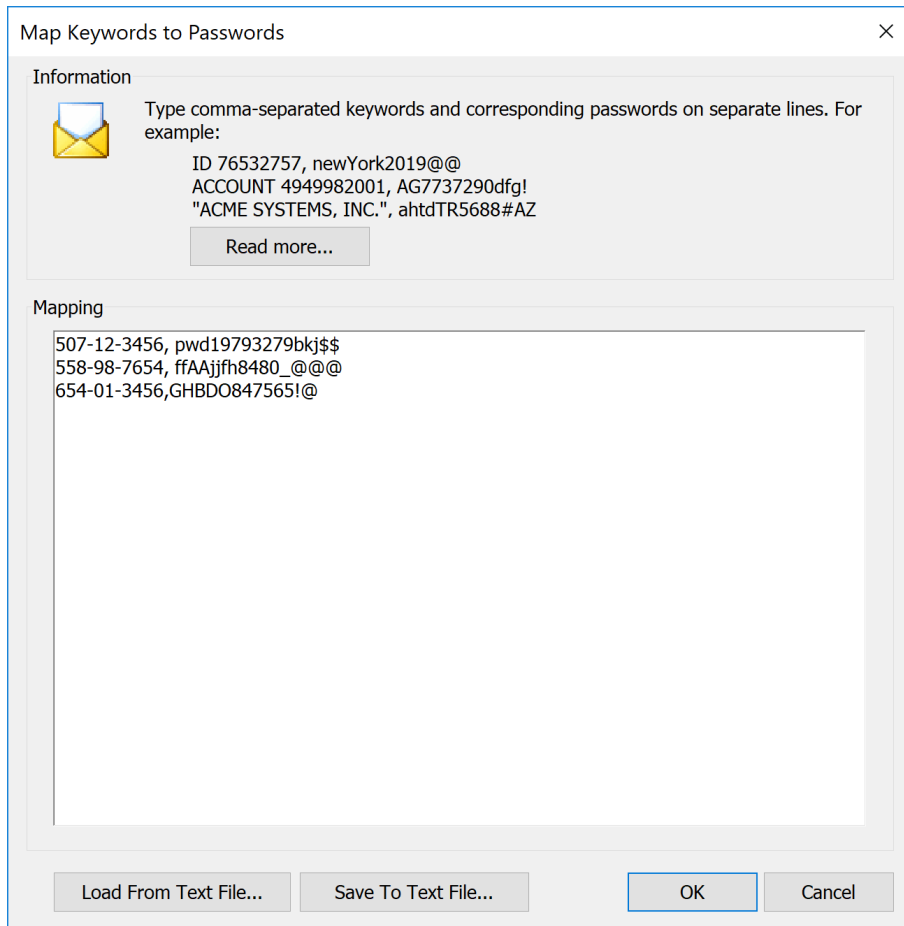 Map Keywords to Passwords
Information
Type comma-separated keywords and corresponding passwords on separate lines. For
example:
ID 76532757, newYork2019@@
ACCOUNT 4949982001, AG7737290dfg!
"ACME SYSTEMS, INC.", ahtdTR5688#AZ
Read more...
Mapping
507-12-3456, pwd19793279bkj$$
558-98-7654, ffAAjjfh8480_@@@
654-01-3456,GHBDO847565!@
Load From Text File...
Save To Text File...
OK
Cancel